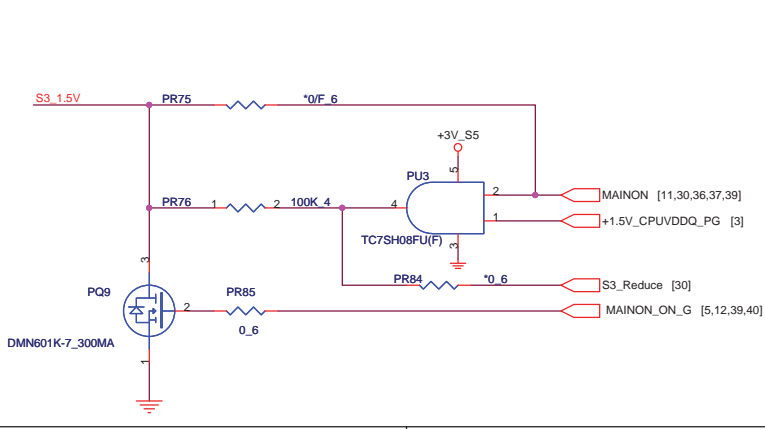 S3_1.5V
PR75
*0/F_6
+3V_S5
5
PU3
2
MAINON [11,30,36,37,39]
PR76
1
2
100K_4
4
1
+1.5V_CPUVDDQ_PG [3]
TC7SH08FU(F)
3
PR84
*0_6
S3_Reduce [30]
3
PQ9
PR85
2
MAINON_ON_G [5,12,39,40]
0_6
DMN601K-7_300MA
1